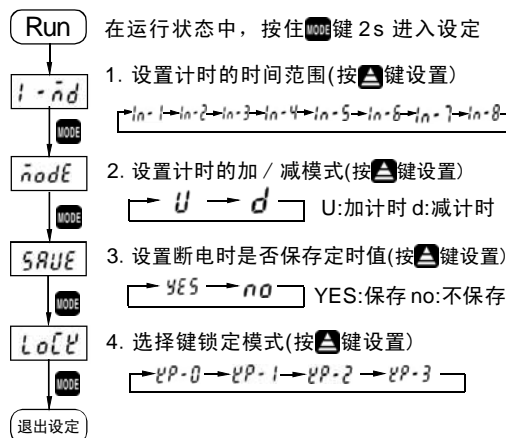 Run
在运行状态中，按住MODE键2s 进入设定
1-md
1. 设置计时的时间范围(按键设置)
In-1 In-2 In-3 In-4 In-5 In-6 In-7 In-8
MODE
modE
2. 设置计时的加/减模式(按键设置)
U d U:加计时 d:减计时
MODE
SAVE
3. 设置断电时是否保存定时值(按键设置)
YES no YES:保存 no:不保存
MODE
LoCK
4. 选择键锁定模式(按键设置)
KP-0 KP-1 KP-2 KP-3
MODE
退出设定